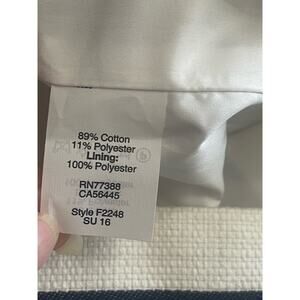 89% Cotton
11% Polyester
Lining:
100% Polyester
RN77388
CA56445
Style F2248
SU 16